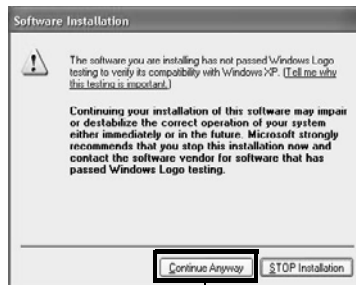 Software Installation
The software you are installing has not passed Windows Logo
testing to verify its compatibility with Windows XP. (Tell me why
this testing is important.)
Continuing your installation of this software may impair
or destabilize the correct operation of your system
either immediately or in the future. Microsoft strongly
recommends that you stop this installation now and
contact the software vendor for software that has
passed Windows Logo testing.
Continue Anyway
STOP Installation